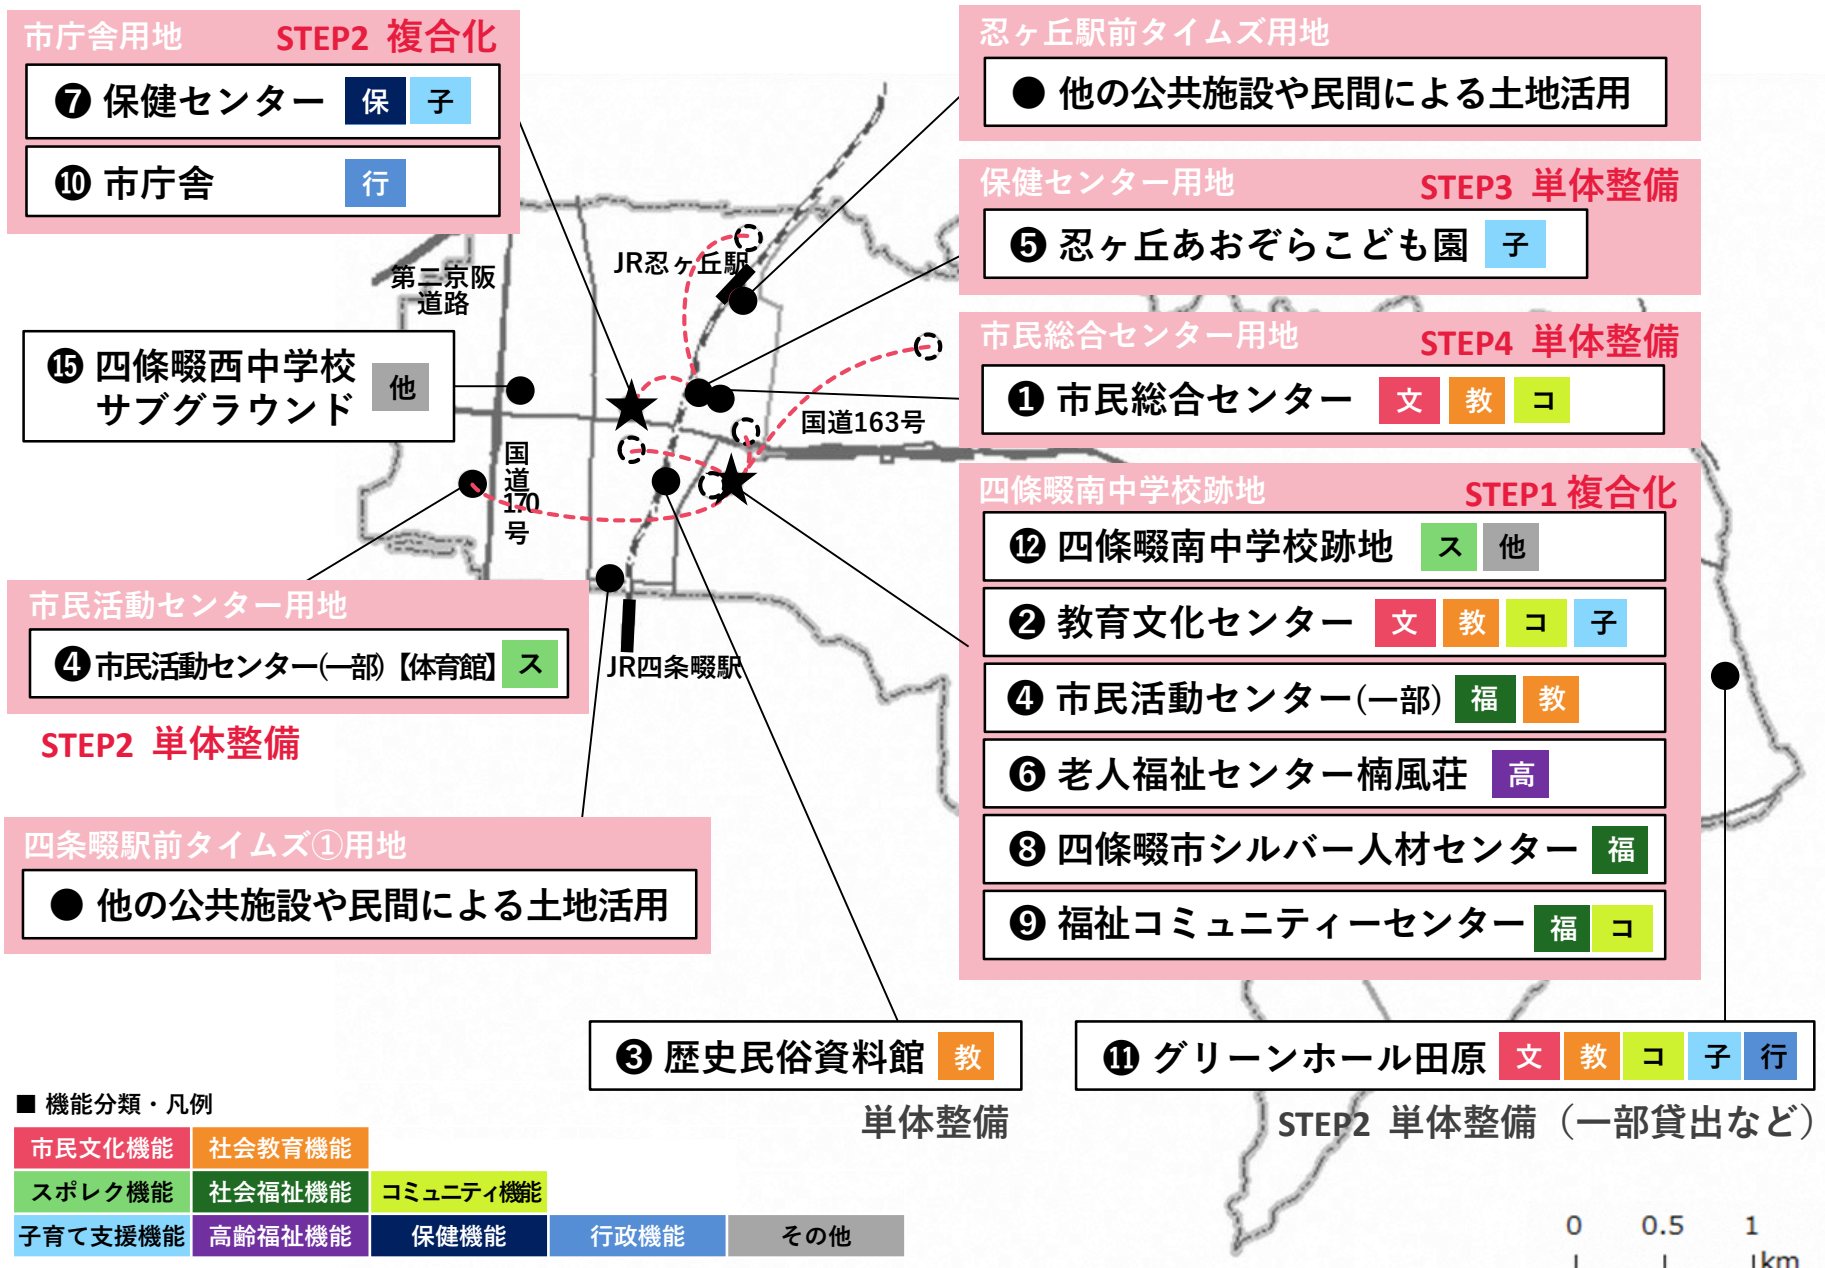 市庁舎用地 STEP2 複合化
❼ 保健センター 保 子
❿ 市庁舎 行
忍ヶ丘駅前タイムズ用地
● 他の公共施設や民間による土地活用
保健センター用地 STEP3 単体整備
❺ 忍ヶ丘あおぞらこども園 子
市民総合センター用地 STEP4 単体整備
❶ 市民総合センター 文 教 コ
四條畷南中学校跡地 STEP1 複合化
⓬ 四條畷南中学校跡地 ス 他
❷ 教育文化センター 文 教 コ 子
❹ 市民活動センター(一部) 福 教
❻ 老人福祉センター楠風荘 高
❽ 四條畷市シルバー人材センター 福
❾ 福祉コミュニティーセンター 福 コ
第二京阪
道路
JR忍ヶ丘駅
国道163号
国道170号
JR四条畷駅
⓯ 四條畷西中学校
サブグラウンド 他
市民活動センター用地
❹市民活動センター(一部)【体育館】 ス
STEP2 単体整備
四条畷駅前タイムズ①用地
● 他の公共施設や民間による土地活用
❸ 歴史民俗資料館 教
単体整備
⓫ グリーンホール田原 文 教 コ 子 行
STEP2 単体整備（一部貸出など）
■ 機能分類・凡例
市民文化機能 社会教育機能
スポレク機能 社会福祉機能 コミュニティ機能
子育て支援機能 高齢福祉機能 保健機能 行政機能 その他
0 0.5 1
km